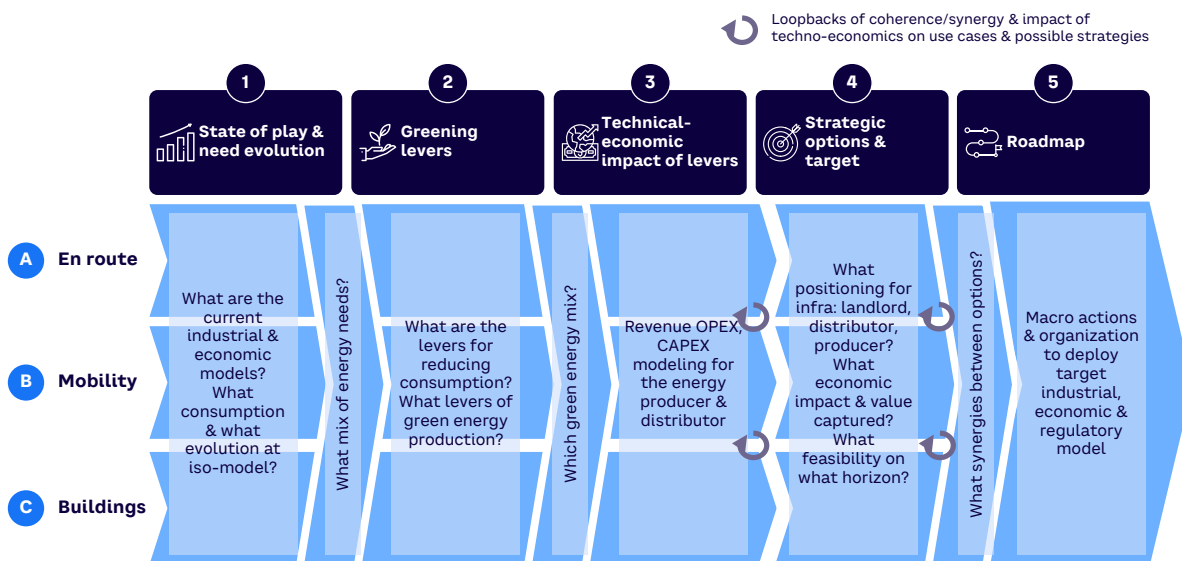 Loopbacks of coherence/synergy & impact of
techno-economics on use cases & possible strategies
1
State of play &
need evolution
2
Greening
levers
3
Technical-
economic
impact of levers
4
Strategic
options &
target
5
Roadmap
A
En route
B
Mobility
C
Buildings
What are the
current
industrial &
economic
models?
What
consumption
& what
evolution at
iso-model?
What mix of energy needs?
What are the
levers for
reducing
consumption?
What levers of
green energy
production?
Which green energy mix?
Revenue OPEX,
CAPEX
modeling for
the energy
producer &
distributor
What
positioning for
infra: landlord,
distributor,
producer?
What
economic
impact & value
captured?
What
feasibility on
what horizon?
What synergies between options?
Macro actions
& organization
to deploy
target
industrial,
economic &
regulatory
model